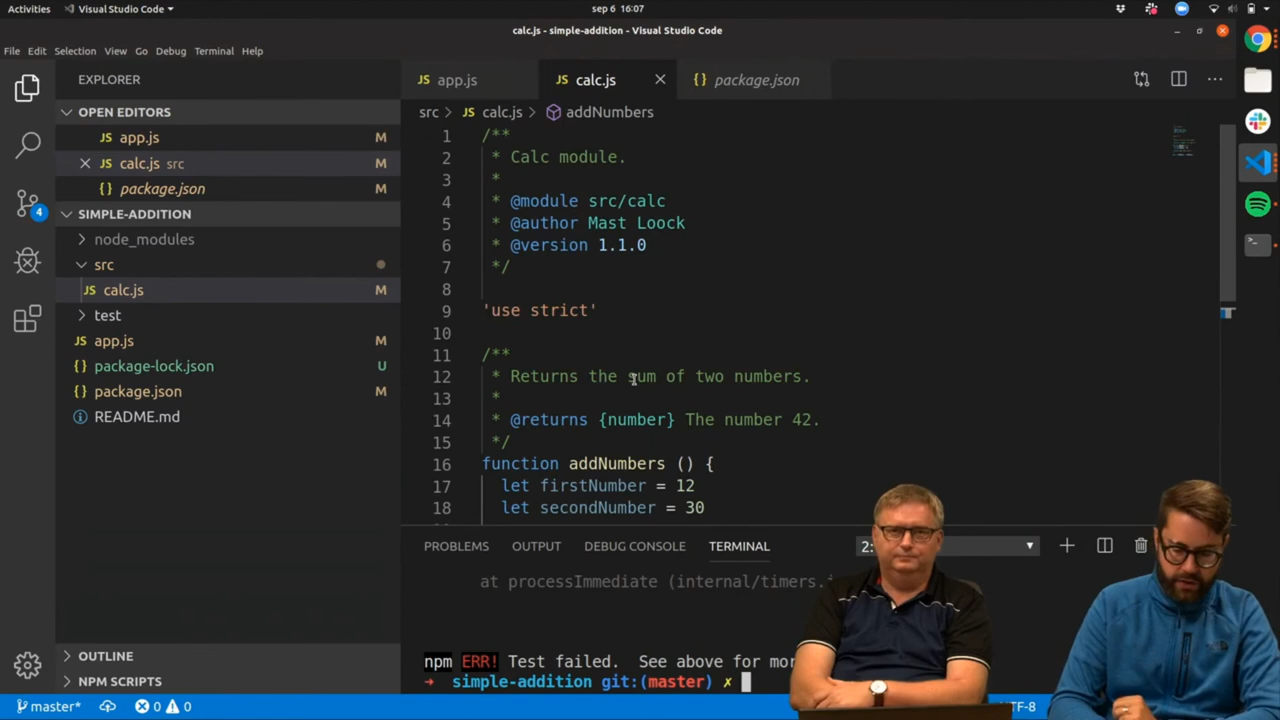 Activities
Visual Studio Code
sep 6 16:07
calc.js - simple-addition - Visual Studio Code
File Edit Selection View Go Debug Terminal Help
EXPLORER
OPEN EDITORS
JS app.js M
JS calc.js src M
{} package.json M
SIMPLE-ADDITION
node_modules
src
JS calc.js M
test
JS app.js M
{} package-lock.json U
{} package.json M
README.md
OUTLINE
NPM SCRIPTS
4
JS app.js
JS calc.js
{} package.json
src > JS calc.js > addNumbers
1 /**
2 * Calc module.
3 *
4 * @module src/calc
5 * @author Mast Loock
6 * @version 1.1.0
7 */
8
9 'use strict'
10
11 /**
12 * Returns the sum of two numbers.
13 *
14 * @returns {number} The number 42.
15 */
16 function addNumbers () {
17 let firstNumber = 12
18 let secondNumber = 30
PROBLEMS OUTPUT DEBUG CONSOLE TERMINAL 2:
at processImmediate (internal/timers.
npm ERR! Test failed. See above for
→ simple-addition git:(master) ✗
master* 0 0 UTF-8